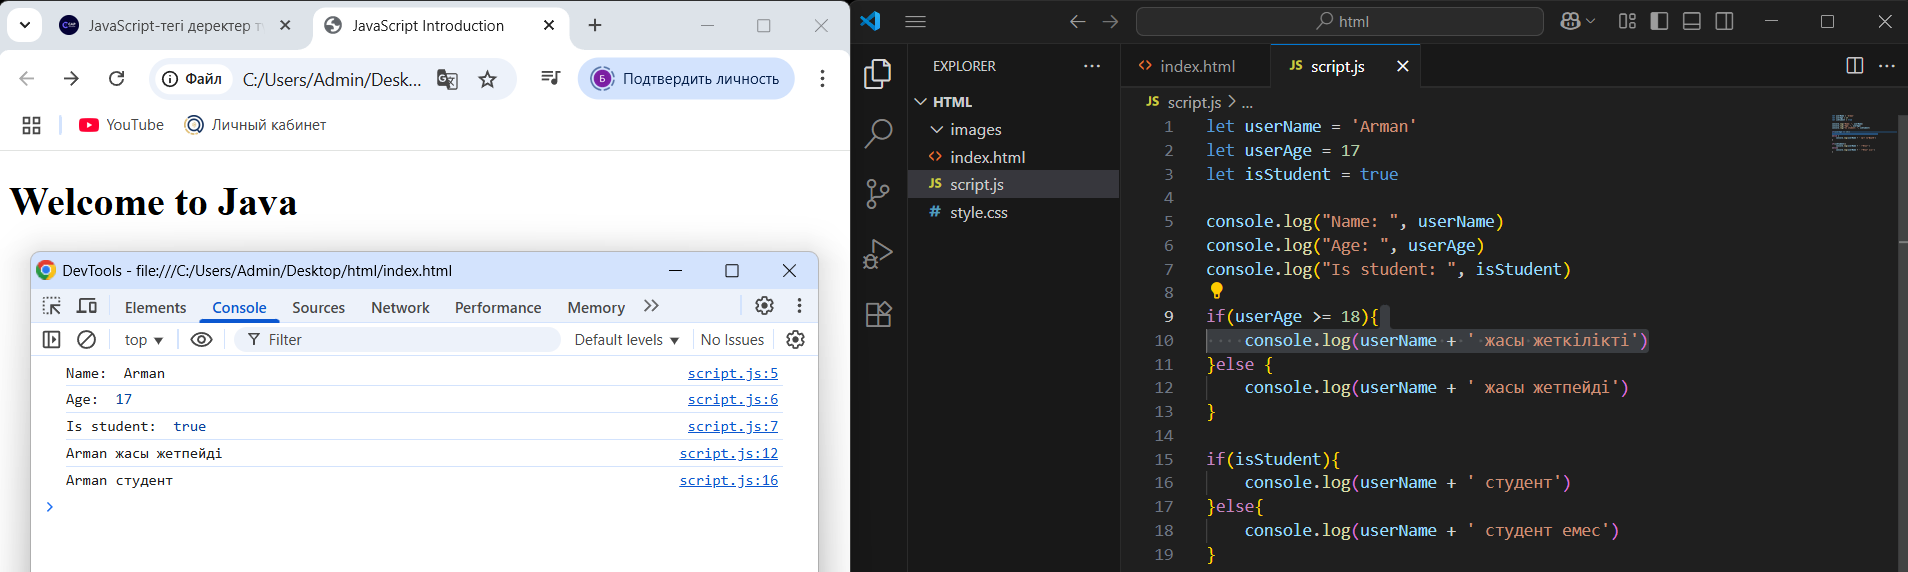 JavaScript-тегі деректер т
JavaScript Introduction
Файл
C:/Users/Admin/Desk...
Б
Подтвердить личность
YouTube
Личный кабинет
Welcome to Java
DevTools - file:///C:/Users/Admin/Desktop/html/index.html
Elements
Console
Sources
Network
Performance
Memory
top
Filter
Default levels
No Issues
Name:  Arman script.js:5
Age:  17 script.js:6
Is student:  true script.js:7
Arman жасы жетпейді script.js:12
Arman студент script.js:16
html
EXPLORER
HTML
images
index.html
JS script.js
# style.css
index.html
JS script.js
JS script.js > ...
1 let userName = 'Arman'
2 let userAge = 17
3 let isStudent = true
4
5 console.log("Name: ", userName)
6 console.log("Age: ", userAge)
7 console.log("Is student: ", isStudent)
8
9 if(userAge >= 18){
10     console.log(userName + ' жасы жеткілікті')
11 }else {
12     console.log(userName + ' жасы жетпейді')
13 }
14
15 if(isStudent){
16     console.log(userName + ' студент')
17 }else{
18     console.log(userName + ' студент емес')
19 }